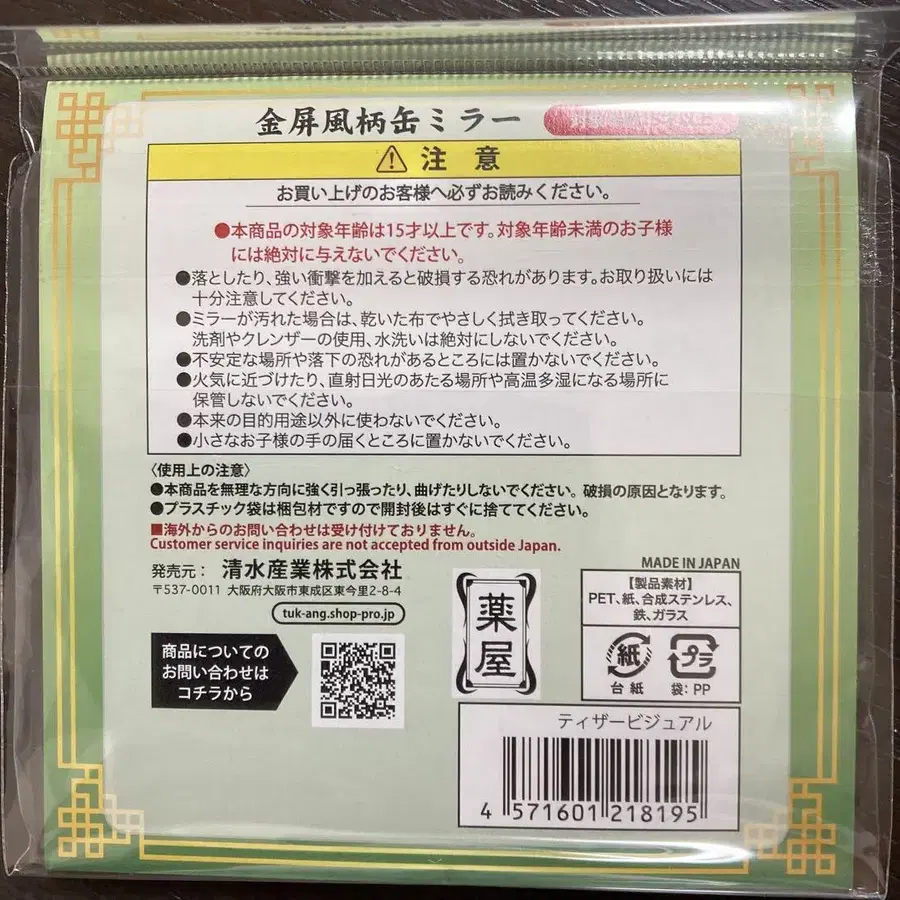 金屏風柄缶ミラー
注意
お買い上げのお客様へ必ずお読みください。
●本商品の対象年齢は15才以上です。対象年齢未満のお子様
には絶対に与えないでください。
●落としたり、強い衝撃を加えると破損する恐れがあります。お取り扱いには
十分注意してください。
●ミラーが汚れた場合は、乾いた布でやさしく拭き取ってください。
洗剤やクレンザーの使用、水洗いは絶対にしないでください。
●不安定な場所や落下の恐れがあるところには置かないでください。
●火気に近づけたり、直射日光のあたる場所や高温多湿になる場所に
保管しないでください。
●本来の目的用途以外に使わないでください。
●小さなお子様の手の届くところに置かないでください。
〈使用上の注意〉
●本商品を無理な方向に強く引っ張ったり、曲げたりしないでください。破損の原因となります。
●プラスチック袋は梱包材ですので開封後はすぐに捨ててください。
■海外からのお問い合わせは受け付けておりません。
Customer service inquiries are not accepted from outside Japan.
発売元：清水産業株式会社
〒537-0011 大阪府大阪市東成区東今里2-8-4
tuk-ang.shop-pro.jp
商品についての
お問い合わせは
コチラから
薬屋
MADE IN JAPAN
【製品素材】
PET、紙、合成ステンレス、
鉄、ガラス
紙
プラ
台紙
袋：PP
ティザービジュアル
4 571601 218195